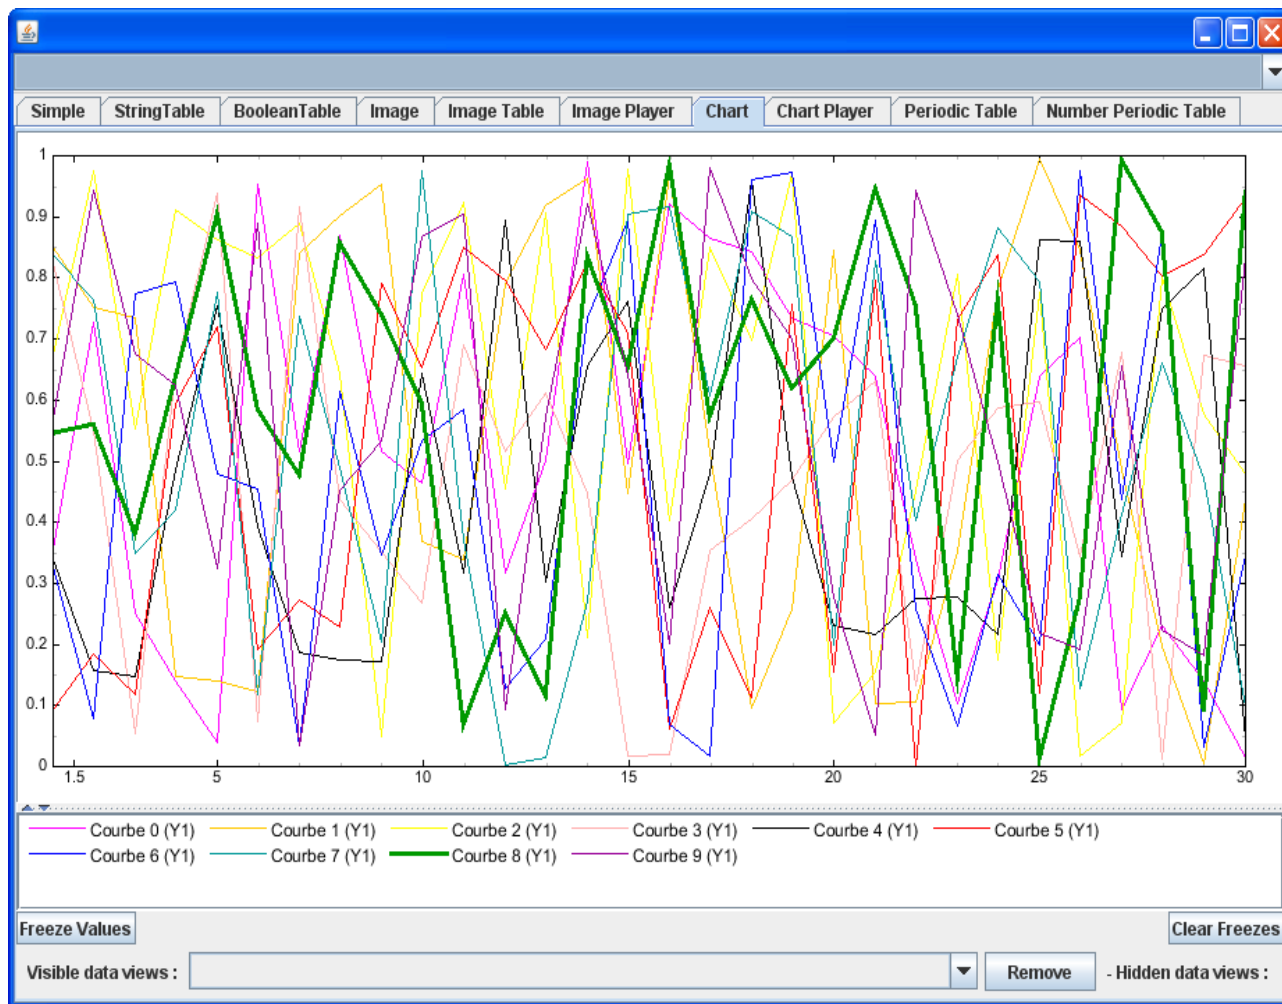 Simple StringTable BooleanTable Image Image Table Image Player Chart Chart Player Periodic Table Number Periodic Table
1
0.9
0.8
0.7
0.6
0.5
0.4
0.3
0.2
0.1
0
1.5 5 10 15 20 25 30
Courbe 0 (Y1) Courbe 1 (Y1) Courbe 2 (Y1) Courbe 3 (Y1) Courbe 4 (Y1) Courbe 5 (Y1)
Courbe 6 (Y1) Courbe 7 (Y1) Courbe 8 (Y1) Courbe 9 (Y1)
Freeze Values Clear Freezes
Visible data views : Remove - Hidden data views :